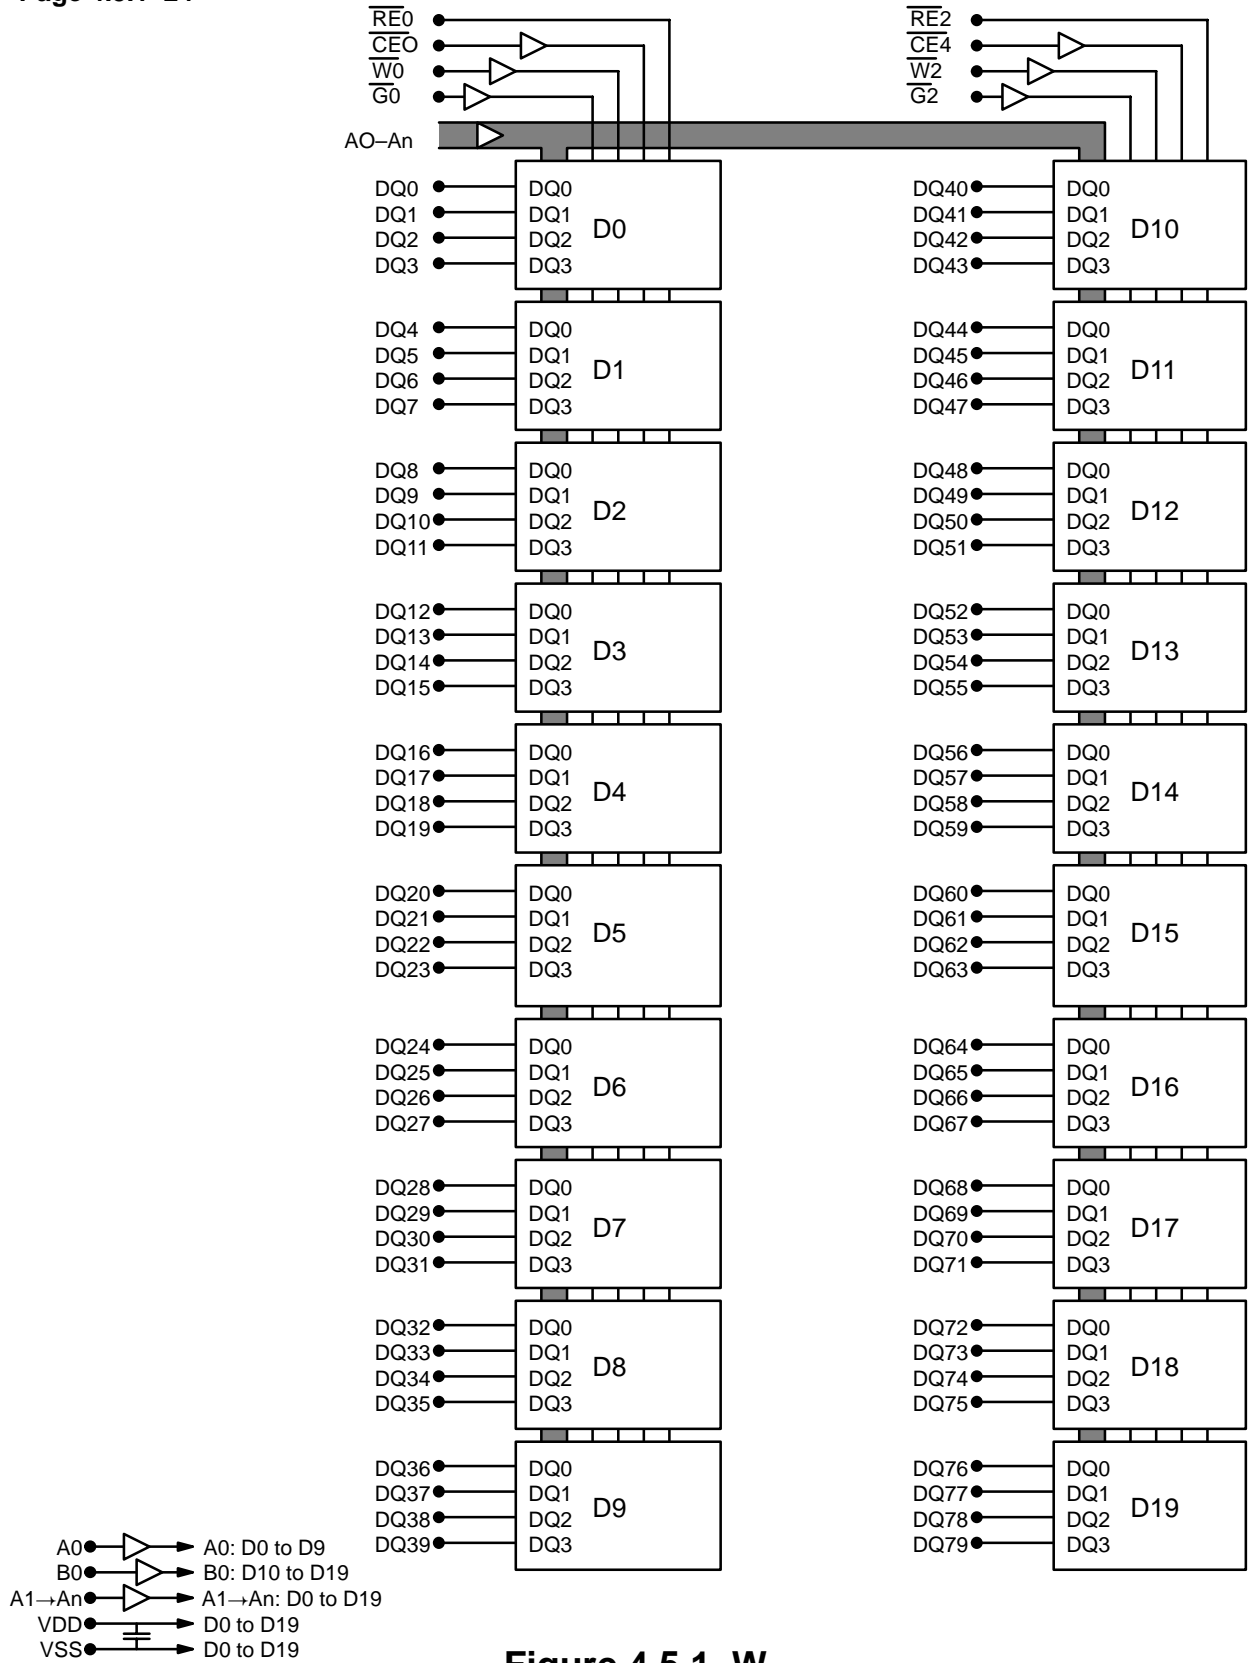 RE0
CEO
W0
G0
AO–An
RE2
CE4
W2
G2
DQ0 DQ0
DQ1 DQ1
DQ2 DQ2
DQ3 DQ3
D0
DQ4 DQ0
DQ5 DQ1
DQ6 DQ2
DQ7 DQ3
D1
DQ8 DQ0
DQ9 DQ1
DQ10 DQ2
DQ11 DQ3
D2
DQ12 DQ0
DQ13 DQ1
DQ14 DQ2
DQ15 DQ3
D3
DQ16 DQ0
DQ17 DQ1
DQ18 DQ2
DQ19 DQ3
D4
DQ20 DQ0
DQ21 DQ1
DQ22 DQ2
DQ23 DQ3
D5
DQ24 DQ0
DQ25 DQ1
DQ26 DQ2
DQ27 DQ3
D6
DQ28 DQ0
DQ29 DQ1
DQ30 DQ2
DQ31 DQ3
D7
DQ32 DQ0
DQ33 DQ1
DQ34 DQ2
DQ35 DQ3
D8
DQ36 DQ0
DQ37 DQ1
DQ38 DQ2
DQ39 DQ3
D9
DQ40 DQ0
DQ41 DQ1
DQ42 DQ2
DQ43 DQ3
D10
DQ44 DQ0
DQ45 DQ1
DQ46 DQ2
DQ47 DQ3
D11
DQ48 DQ0
DQ49 DQ1
DQ50 DQ2
DQ51 DQ3
D12
DQ52 DQ0
DQ53 DQ1
DQ54 DQ2
DQ55 DQ3
D13
DQ56 DQ0
DQ57 DQ1
DQ58 DQ2
DQ59 DQ3
D14
DQ60 DQ0
DQ61 DQ1
DQ62 DQ2
DQ63 DQ3
D15
DQ64 DQ0
DQ65 DQ1
DQ66 DQ2
DQ67 DQ3
D16
DQ68 DQ0
DQ69 DQ1
DQ70 DQ2
DQ71 DQ3
D17
DQ72 DQ0
DQ73 DQ1
DQ74 DQ2
DQ75 DQ3
D18
DQ76 DQ0
DQ77 DQ1
DQ78 DQ2
DQ79 DQ3
D19
A0 A0: D0 to D9
B0 B0: D10 to D19
A1→An A1→An: D0 to D19
VDD D0 to D19
VSS D0 to D19